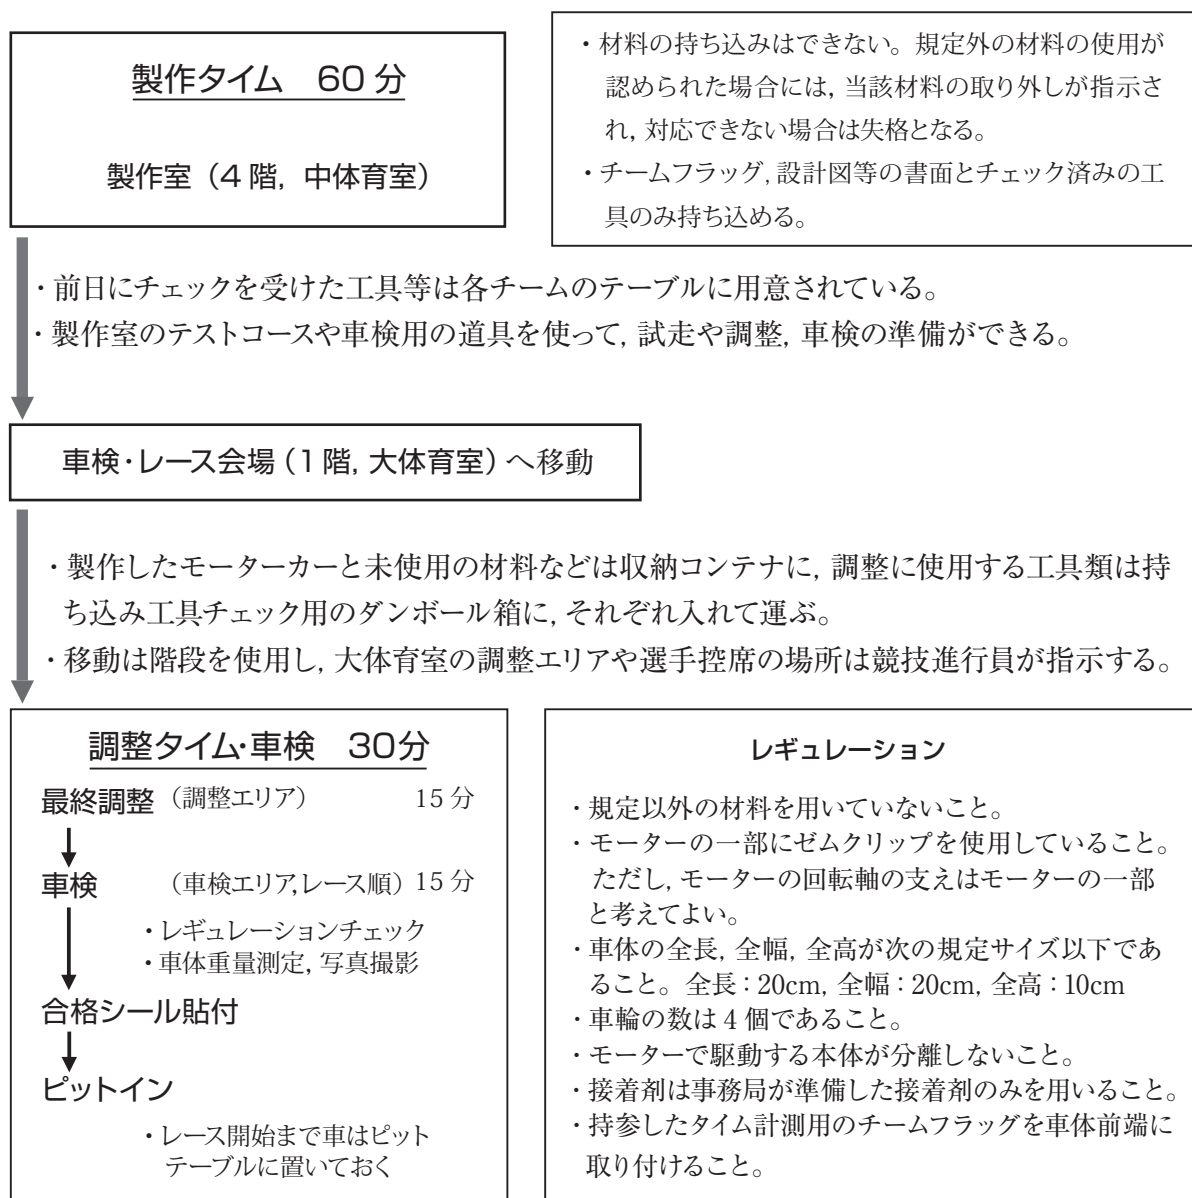 製作タイム 60分
製作室（4階, 中体育室）
・材料の持ち込みはできない。規定外の材料の使用が
認められた場合には, 当該材料の取り外しが指示さ
れ, 対応できない場合は失格となる。
・チームフラッグ, 設計図等の書面とチェック済みの工
具のみ持ち込める。
・前日にチェックを受けた工具等は各チームのテーブルに用意されている。
・製作室のテストコースや車検用の道具を使って, 試走や調整, 車検の準備ができる。
車検・レース会場（1階, 大体育室）へ移動
・製作したモーターカーと未使用の材料などは収納コンテナに, 調整に使用する工具類は持
ち込み工具チェック用のダンボール箱に, それぞれ入れて運ぶ。
・移動は階段を使用し, 大体育室の調整エリアや選手控席の場所は競技進行員が指示する。
調整タイム・車検 30分
最終調整（調整エリア） 15分
車検 （車検エリア,レース順）15分
・レギュレーションチェック
・車体重量測定, 写真撮影
合格シール貼付
ピットイン
・レース開始まで車はピット
テーブルに置いておく
レギュレーション
・規定以外の材料を用いていないこと。
・モーターの一部にゼムクリップを使用していること。
ただし, モーターの回転軸の支えはモーターの一部
と考えてよい。
・車体の全長, 全幅, 全高が次の規定サイズ以下であ
ること。全長：20cm, 全幅：20cm, 全高：10cm
・車輪の数は4個であること。
・モーターで駆動する本体が分離しないこと。
・接着剤は事務局が準備した接着剤のみを用いること。
・持参したタイム計測用のチームフラッグを車体前端に
取り付けること。